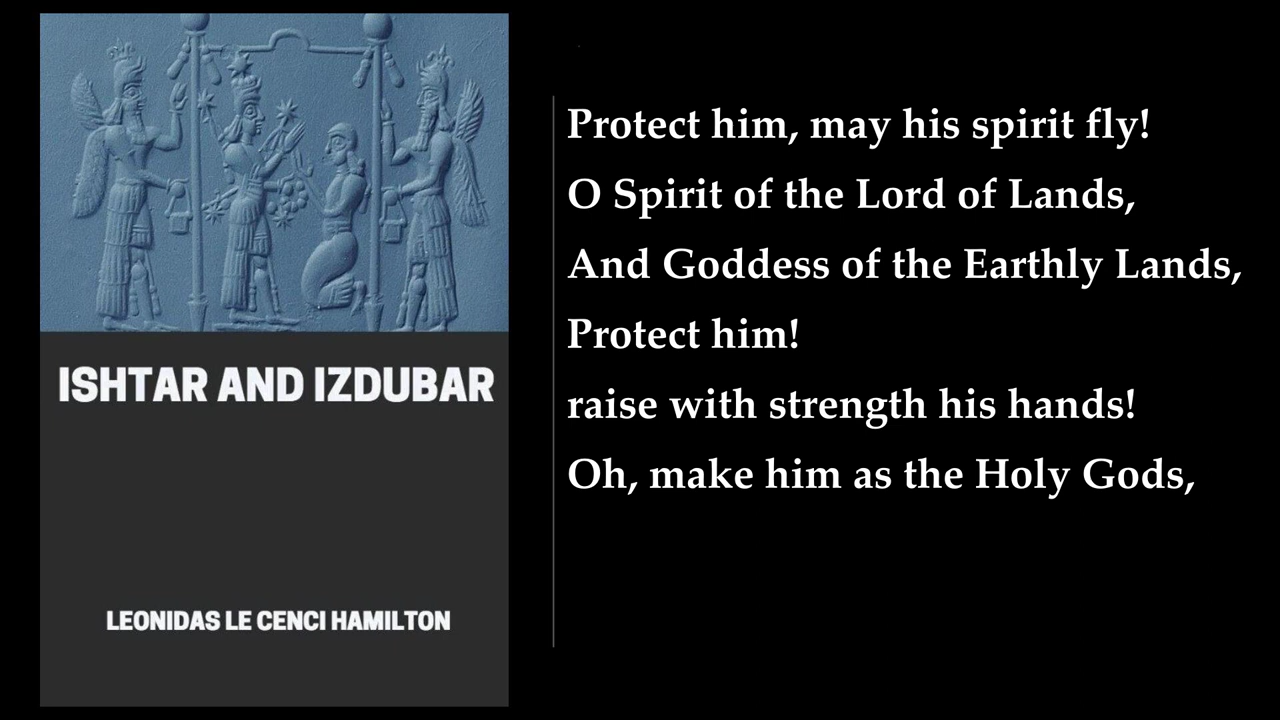 ISHTAR AND IZDUBAR
LEONIDAS LE CENCI HAMILTON
Protect him, may his spirit fly!
O Spirit of the Lord of Lands,
And Goddess of the Earthly Lands,
Protect him!
raise with strength his hands!
Oh, make him as the Holy Gods,